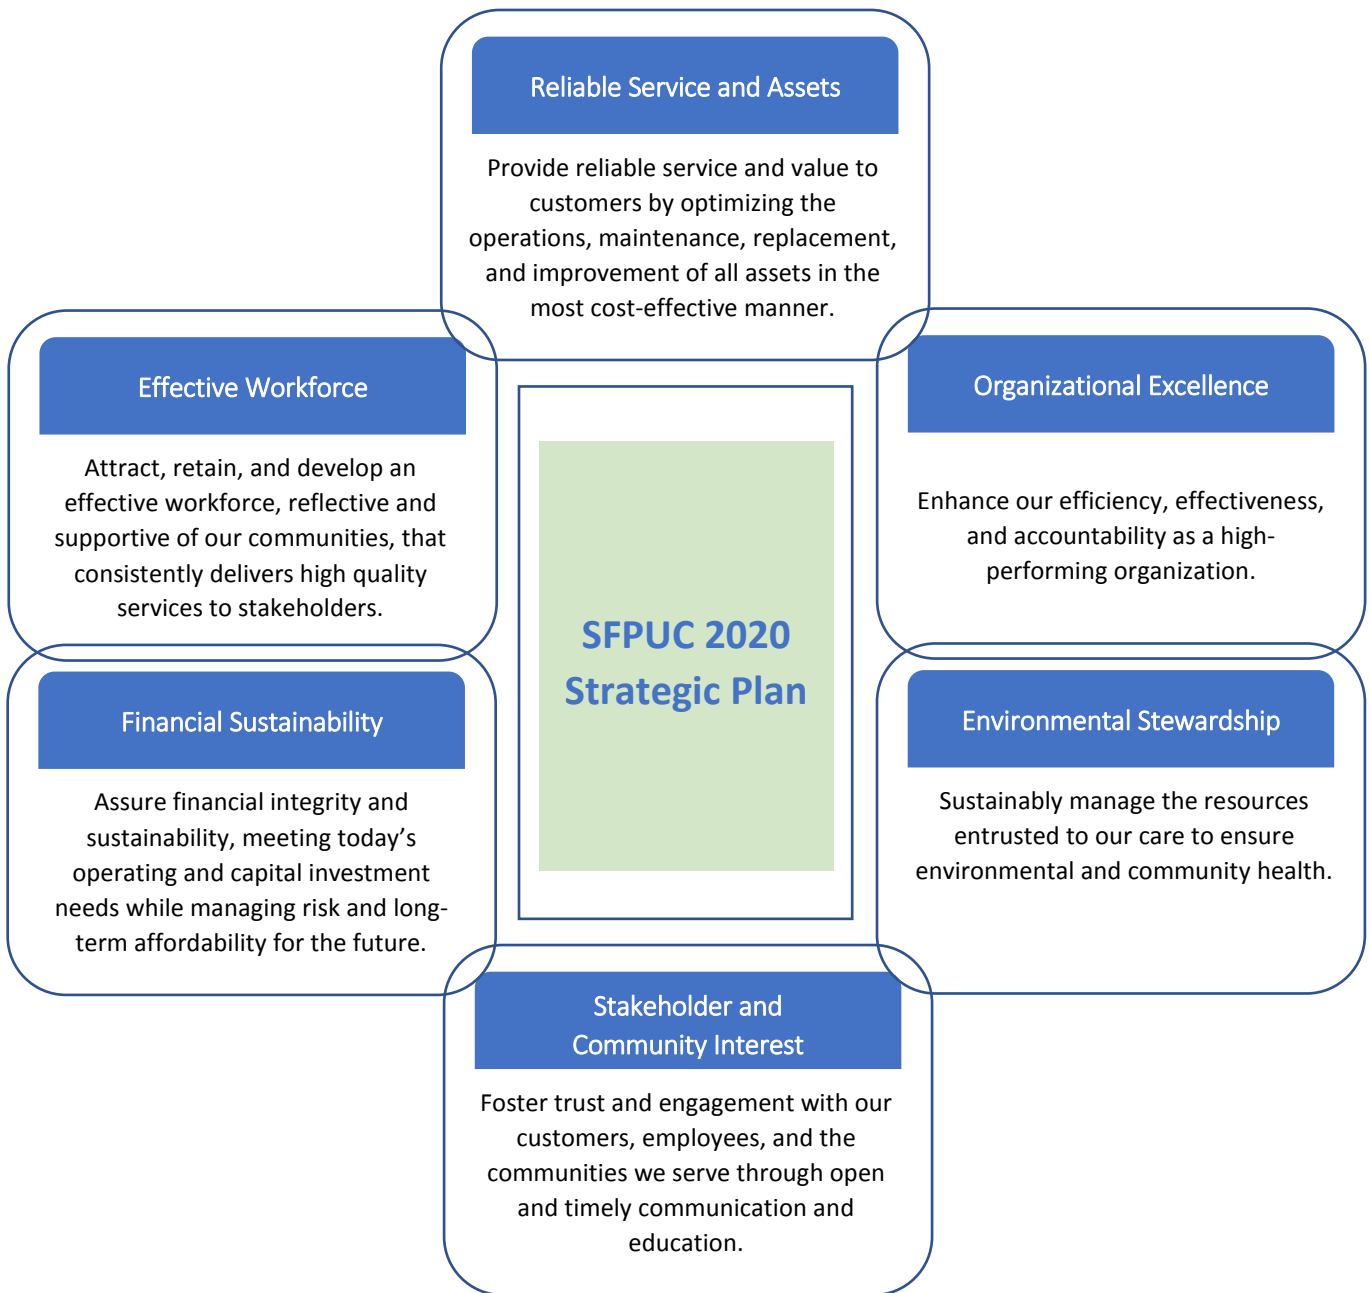 Reliable Service and Assets
Provide reliable service and value to
customers by optimizing the
operations, maintenance, replacement,
and improvement of all assets in the
most cost-effective manner.
Effective Workforce
Attract, retain, and develop an
effective workforce, reflective and
supportive of our communities, that
consistently delivers high quality
services to stakeholders.
Organizational Excellence
Enhance our efficiency, effectiveness,
and accountability as a high-
performing organization.
SFPUC 2020
Strategic Plan
Financial Sustainability
Assure financial integrity and
sustainability, meeting today’s
operating and capital investment
needs while managing risk and long-
term affordability for the future.
Environmental Stewardship
Sustainably manage the resources
entrusted to our care to ensure
environmental and community health.
Stakeholder and
Community Interest
Foster trust and engagement with our
customers, employees, and the
communities we serve through open
and timely communication and
education.